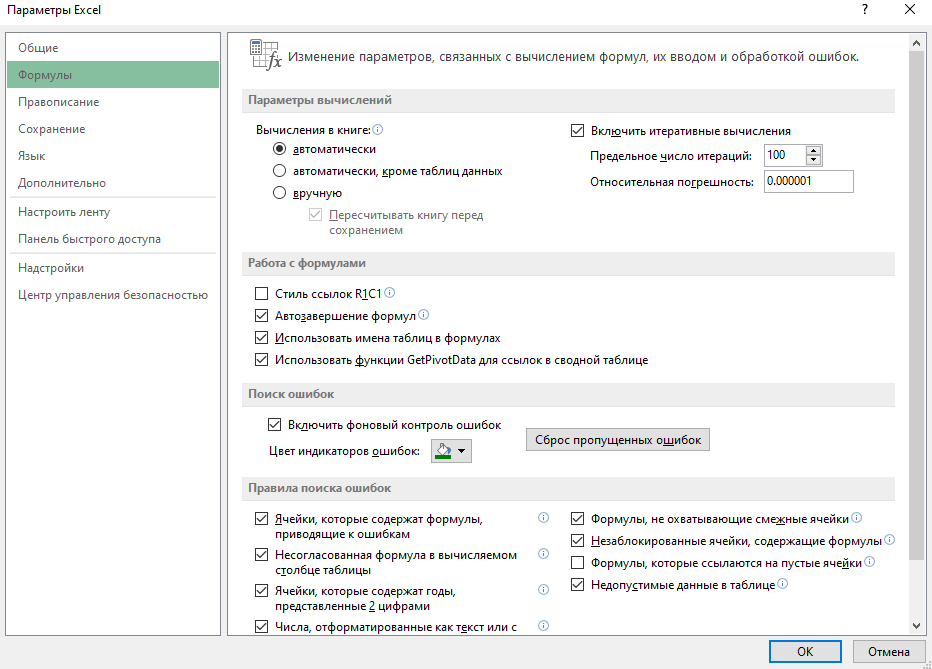 Параметры Excel
?
Общие
Формулы
Правописание
Сохранение
Язык
Дополнительно
Настроить ленту
Панель быстрого доступа
Надстройки
Центр управления безопасностью
Изменение параметров, связанных с вычислением формул, их вводом и обработкой ошибок.
Параметры вычислений
Вычисления в книге:
автоматически
автоматически, кроме таблиц данных
вручную
Пересчитывать книгу перед
сохранением
Включить итеративные вычисления
Предельное число итераций:
100
Относительная погрешность:
0.000001
Работа с формулами
Стиль ссылок R1C1
Автозавершение формул
Использовать имена таблиц в формулах
Использовать функции GetPivotData для ссылок в сводной таблице
Поиск ошибок
Включить фоновый контроль ошибок
Цвет индикаторов ошибок:
Сброс пропущенных ошибок
Правила поиска ошибок
Ячейки, которые содержат формулы,
приводящие к ошибкам
Несогласованная формула в вычисляемом
столбце таблицы
Ячейки, которые содержат годы,
представленные 2 цифрами
Числа, отформатированные как текст или с
Формулы, не охватывающие смежные ячейки
Незаблокированные ячейки, содержащие формулы
Формулы, которые ссылаются на пустые ячейки
Недопустимые данные в таблице
ОК
Отмена